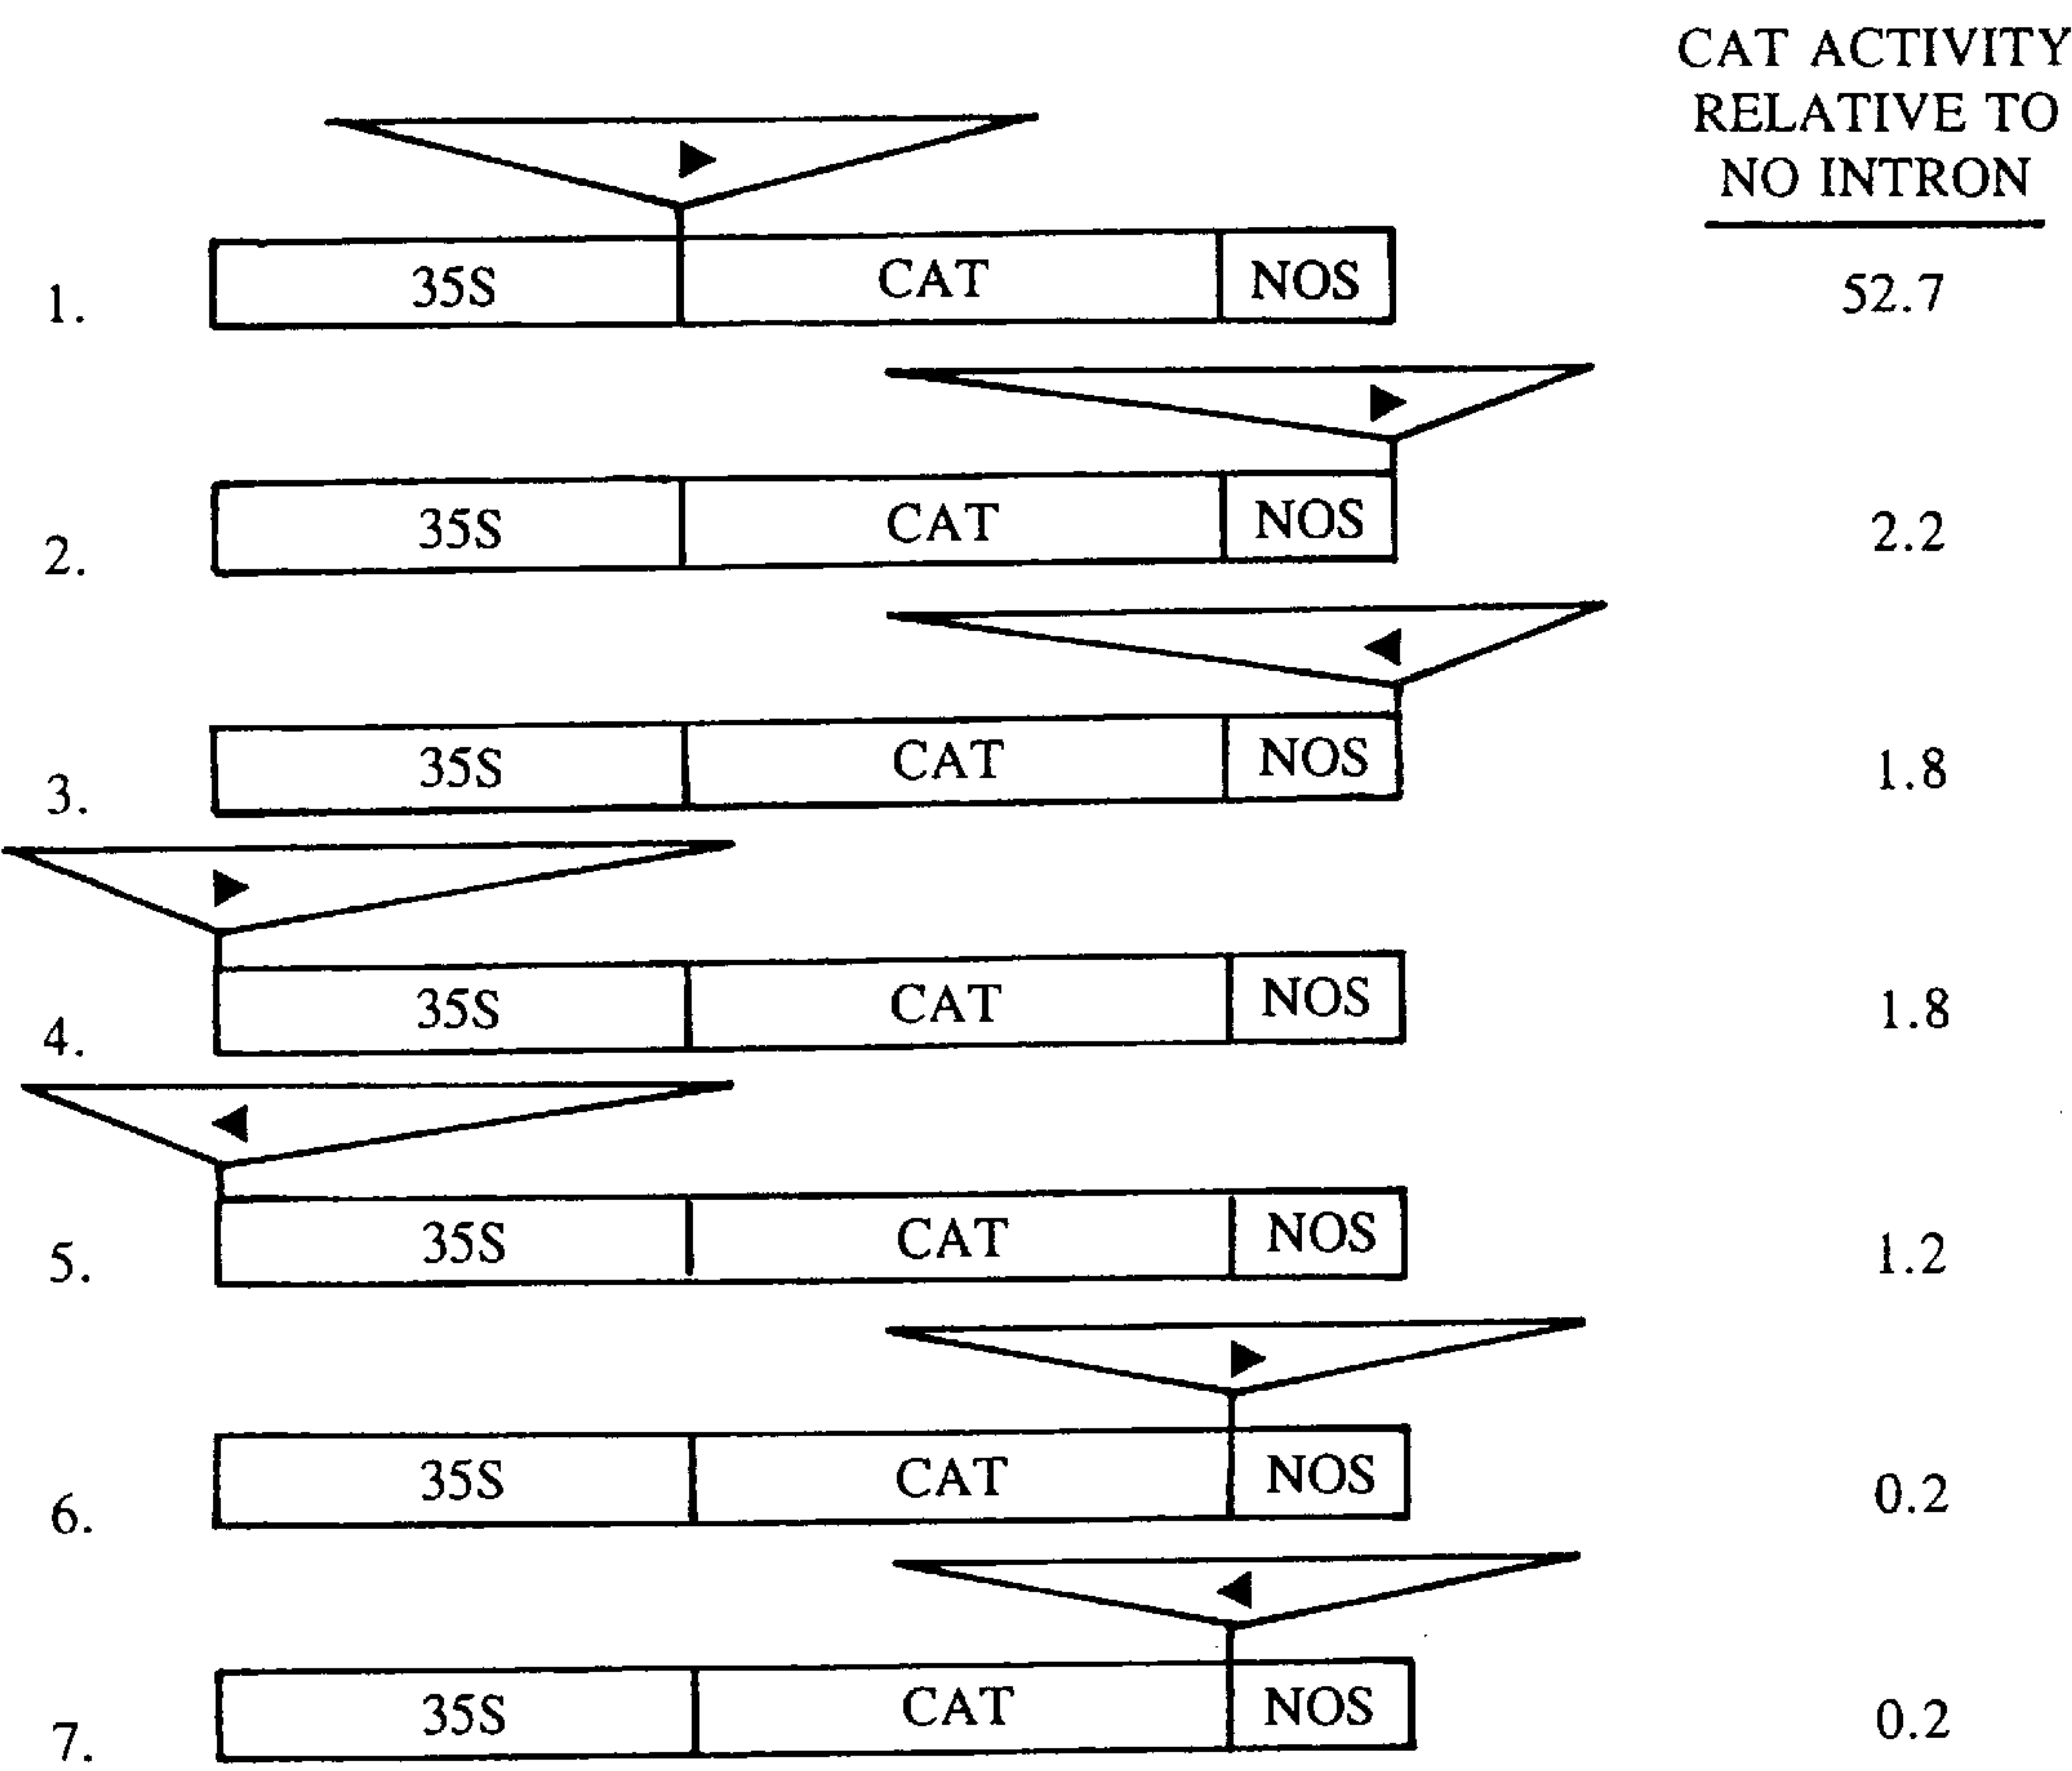 CAT ACTIVITY
RELATIVE TO
NO INTRON
1. 35S CAT NOS 52.7
2. 35S CAT NOS 2.2
3. 35S CAT NOS 1.8
4. 35S CAT NOS 1.8
5. 35S CAT NOS 1.2
6. 35S CAT NOS 0.2
7. 35S CAT NOS 0.2